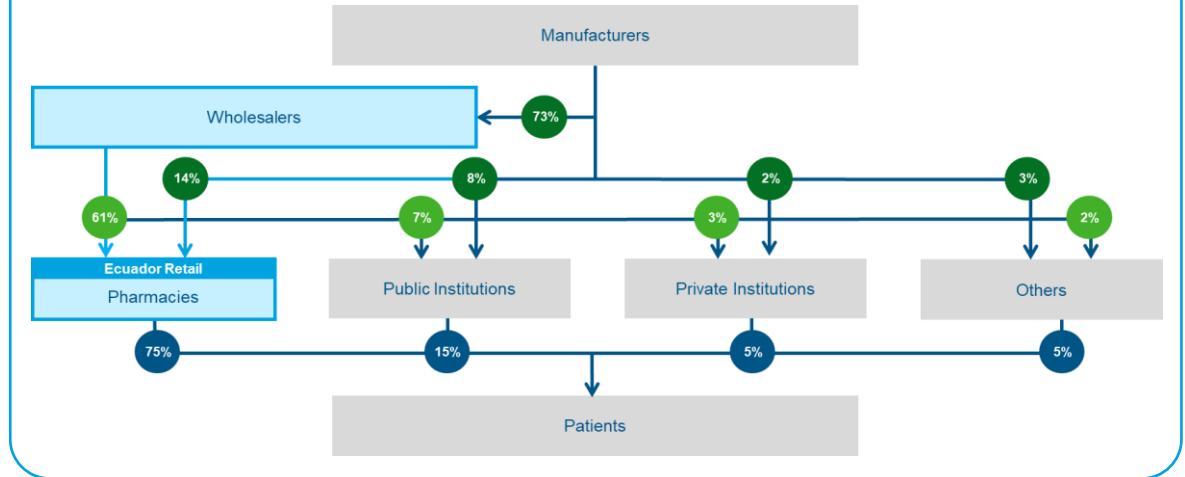 Manufacturers
Wholesalers
73%
14%
8%
2%
3%
61%
7%
3%
2%
Ecuador Retail
Pharmacies
Public Institutions
Private Institutions
Others
75%
15%
5%
5%
Patients